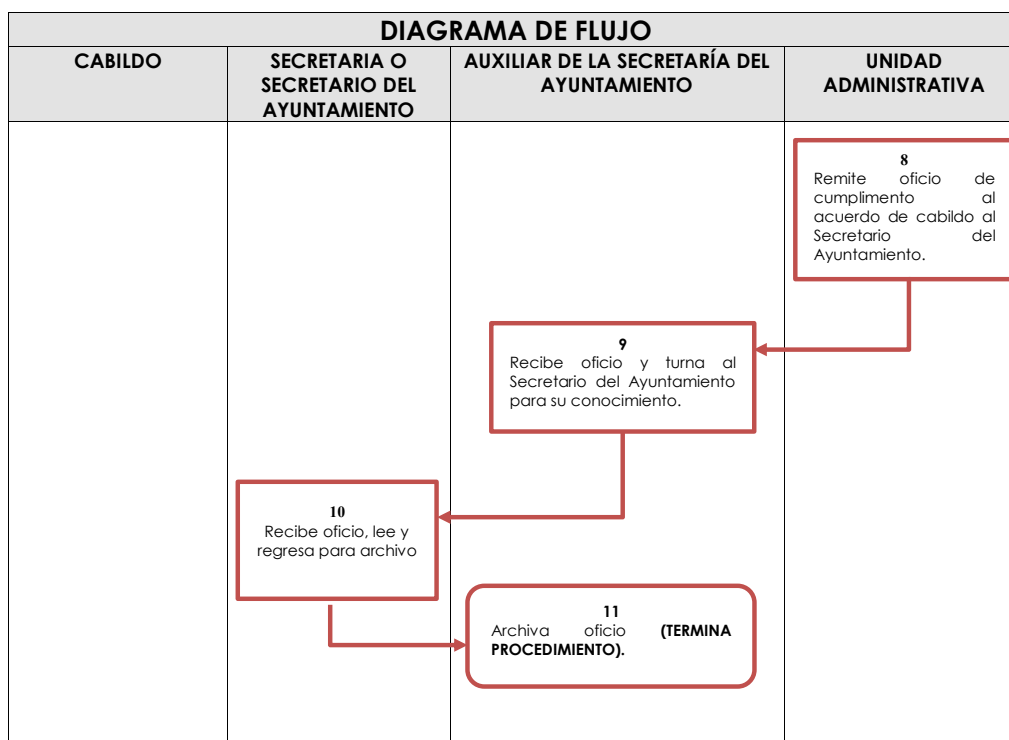 DIAGRAMA DE FLUJO
CABILDO
SECRETARIA O
SECRETARIO DEL
AYUNTAMIENTO
AUXILIAR DE LA SECRETARÍA DEL
AYUNTAMIENTO
UNIDAD
ADMINISTRATIVA
8
Remite oficio de
cumplimento al
acuerdo de cabildo al
Secretario del
Ayuntamiento.
9
Recibe oficio y turna al
Secretario del Ayuntamiento
para su conocimiento.
10
Recibe oficio, lee y
regresa para archivo
11
Archiva oficio (TERMINA
PROCEDIMIENTO).